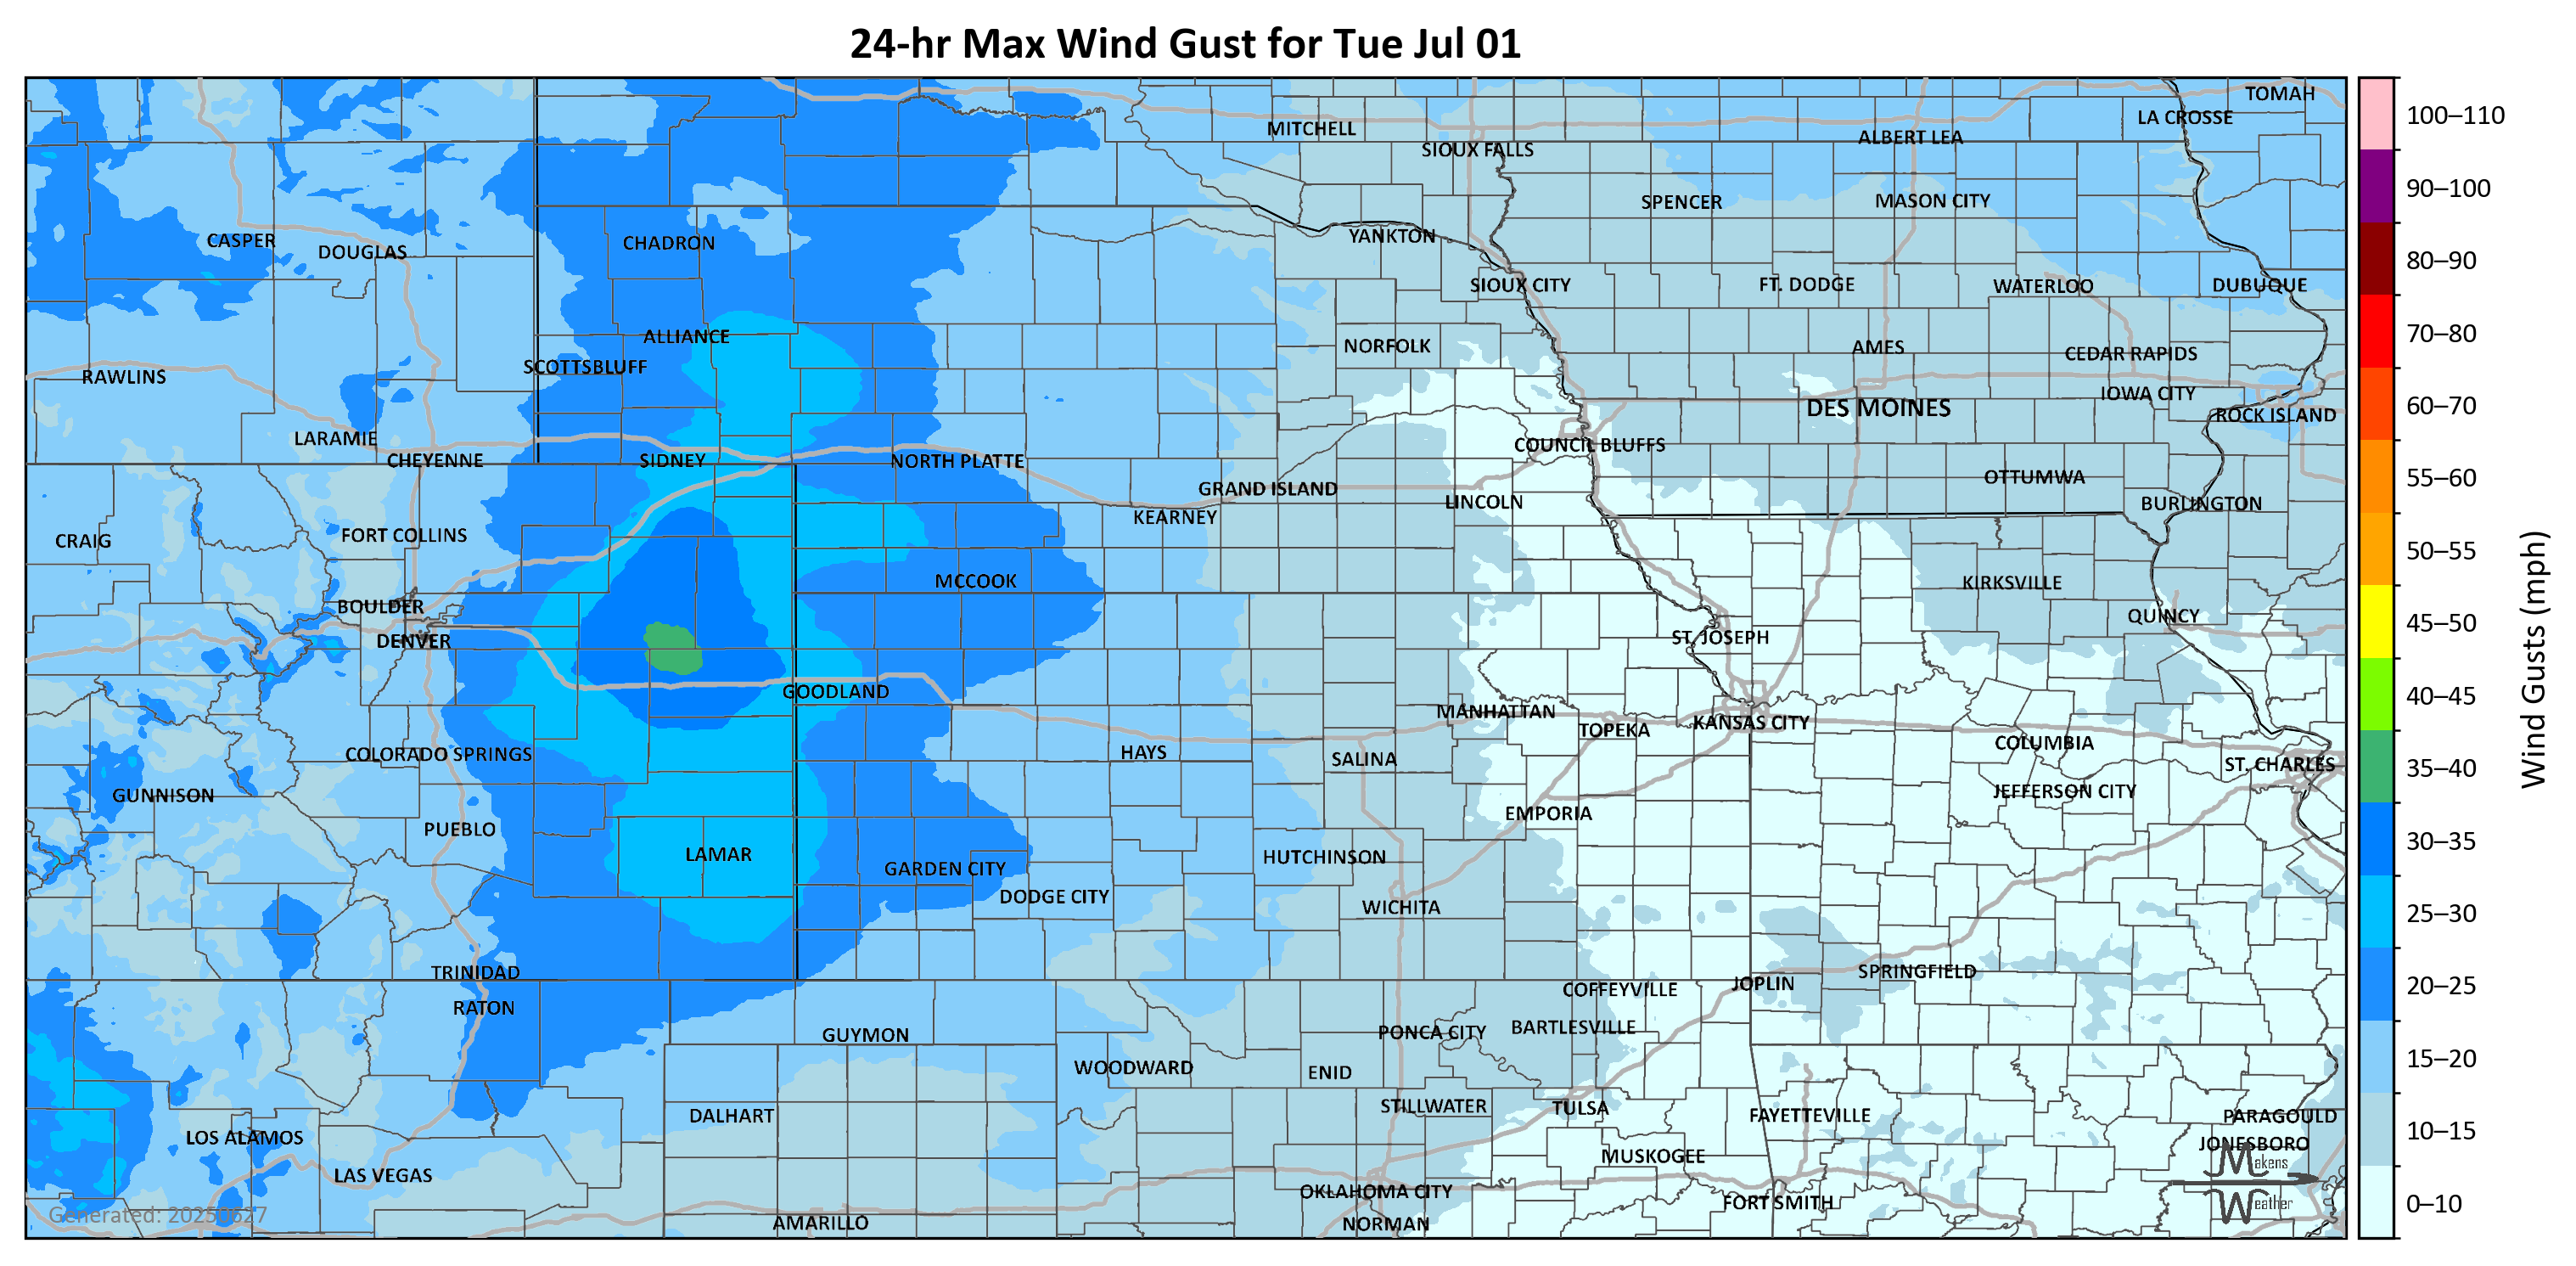 24-hr Max Wind Gust for Tue Jul 01
TOMAH
LA CROSSE
MITCHELL
ALBERT LEA
SIOUX FALLS
SPENCER
MASON CITY
YANKTON
CASPER
DOUGLAS
CHADRON
SIOUX CITY
FT. DODGE
WATERLOO
DUBUQUE
ALLIANCE
NORFOLK
AMES
CEDAR RAPIDS
SCOTTSBLUFF
RAWLINS
IOWA CITY
DES MOINES
ROCK ISLAND
LARAMIE
COUNCIL BLUFFS
CHEYENNE
SIDNEY
NORTH PLATTE
OTTUMWA
GRAND ISLAND
LINCOLN
BURLINGTON
KEARNEY
FORT COLLINS
CRAIG
MCCOOK
KIRKSVILLE
BOULDER
QUINCY
DENVER
ST. JOSEPH
GOODLAND
MANHATTAN
KANSAS CITY
TOPEKA
COLUMBIA
COLORADO SPRINGS
HAYS
SALINA
ST. CHARLES
GUNNISON
JEFFERSON CITY
EMPORIA
PUEBLO
LAMAR
HUTCHINSON
GARDEN CITY
DODGE CITY
WICHITA
TRINIDAD
SPRINGFIELD
JOPLIN
COFFEYVILLE
RATON
BARTLESVILLE
PONCA CITY
GUYMON
WOODWARD
ENID
STILLWATER
TULSA
DALHART
FAYETTEVILLE
PARAGOULD
LOS ALAMOS
JONESBORO
MUSKOGEE
LAS VEGAS
OKLAHOMA CITY
FORT SMITH
AMARILLO
NORMAN
Generated: 20250627
Makens
Weather
100–110
90–100
80–90
70–80
60–70
55–60
50–55
45–50
40–45
35–40
30–35
25–30
20–25
15–20
10–15
0–10
Wind Gusts (mph)